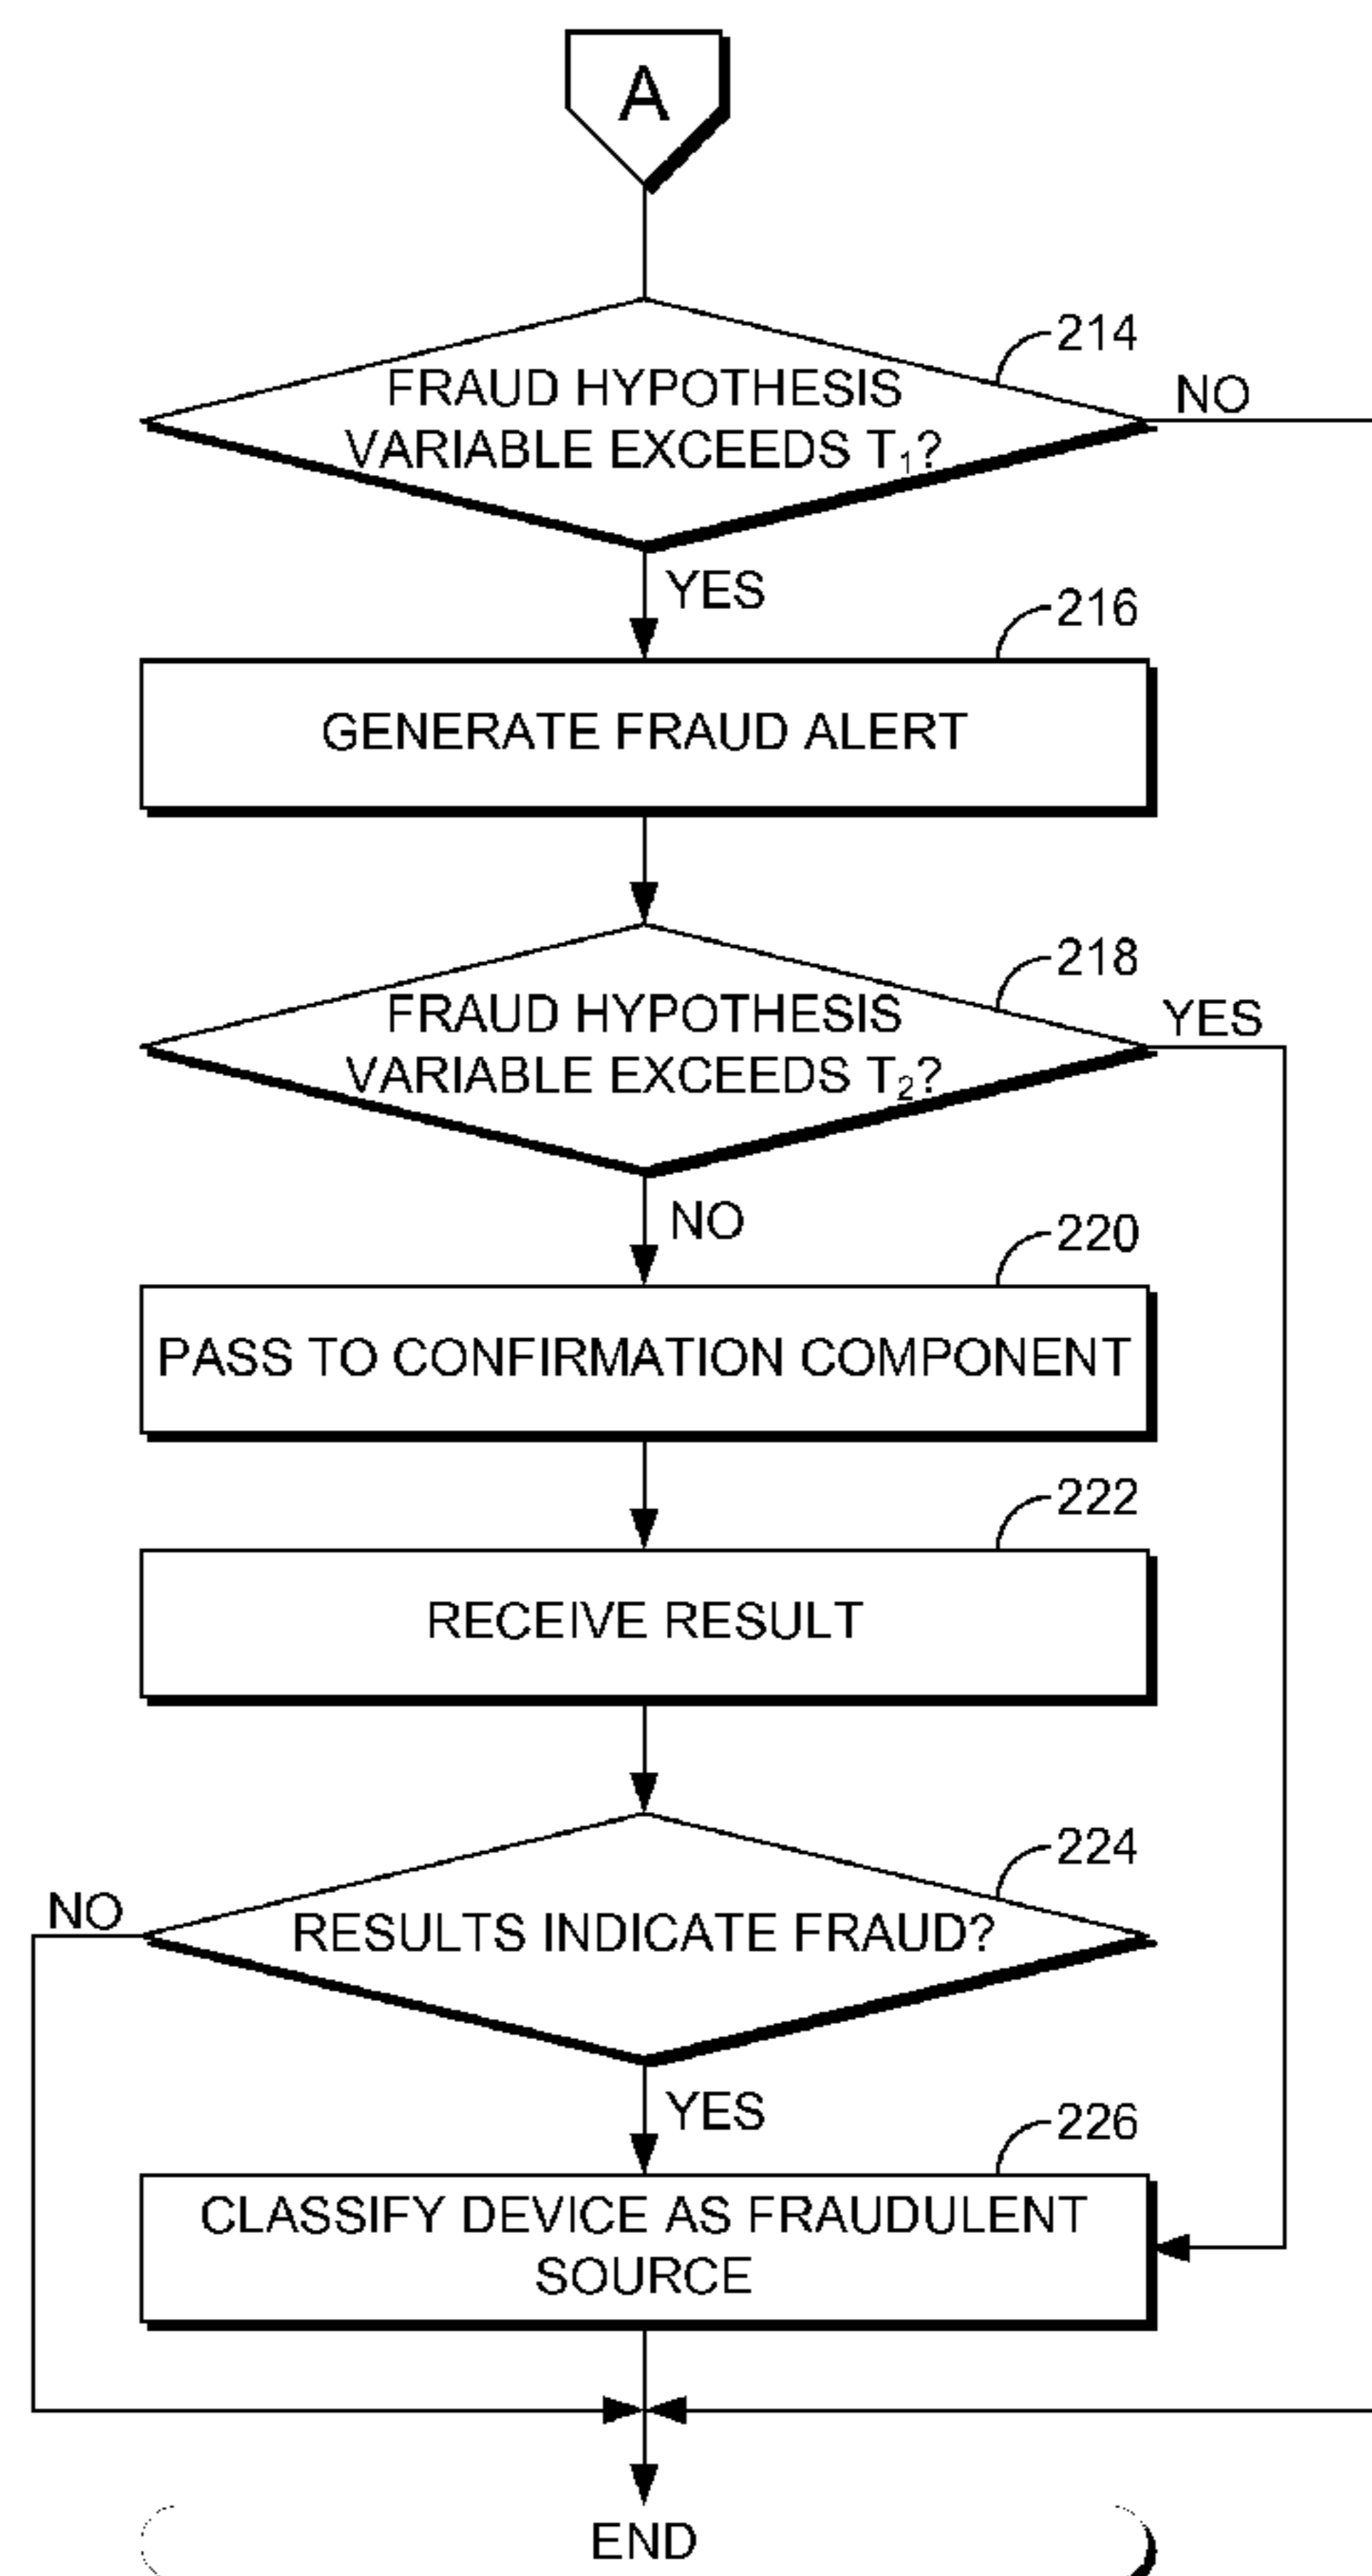 A
214
FRAUD HYPOTHESIS
VARIABLE EXCEEDS T₁?
NO
YES
216
GENERATE FRAUD ALERT
218
FRAUD HYPOTHESIS
VARIABLE EXCEEDS T₂?
YES
NO
220
PASS TO CONFIRMATION COMPONENT
222
RECEIVE RESULT
224
NO
RESULTS INDICATE FRAUD?
YES
226
CLASSIFY DEVICE AS FRAUDULENT
SOURCE
END